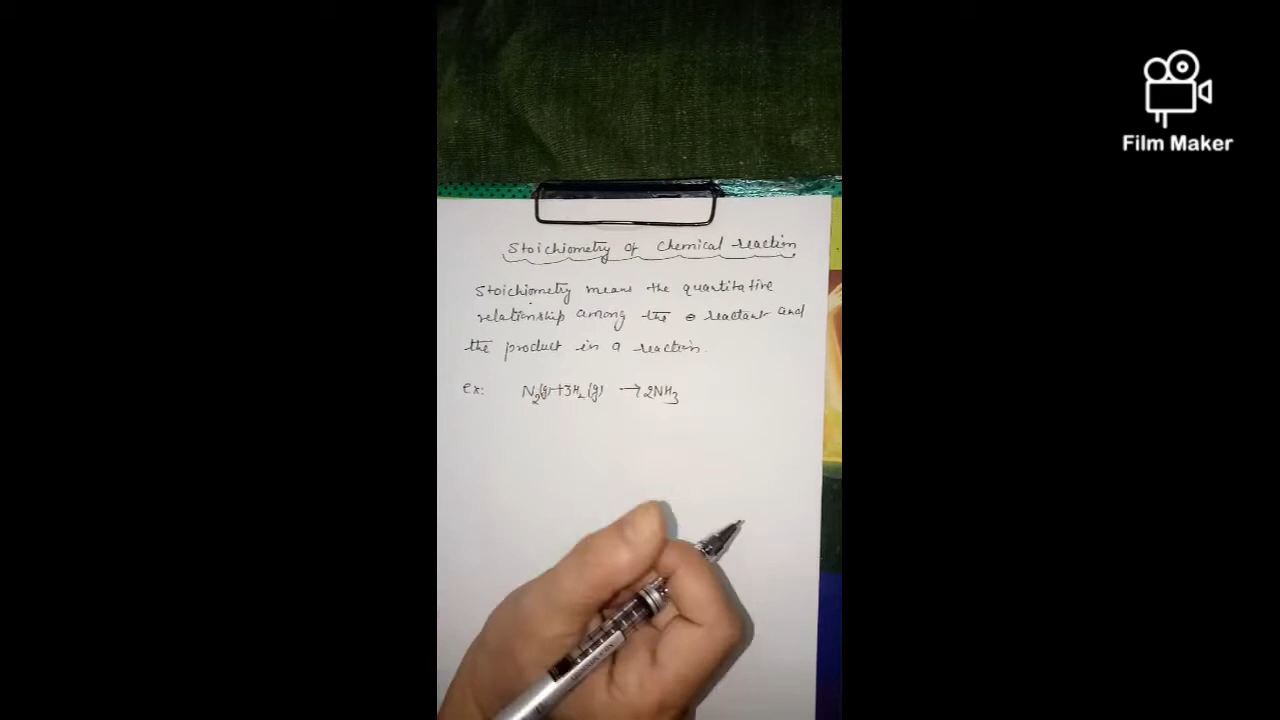 Film Maker
Stoichiometry of Chemical reaction
Stoichiometry means the quantitative
relationship among the reactant and
the product in a reaction.
ex: N₂(g)+3H₂(g) → 2NH₃